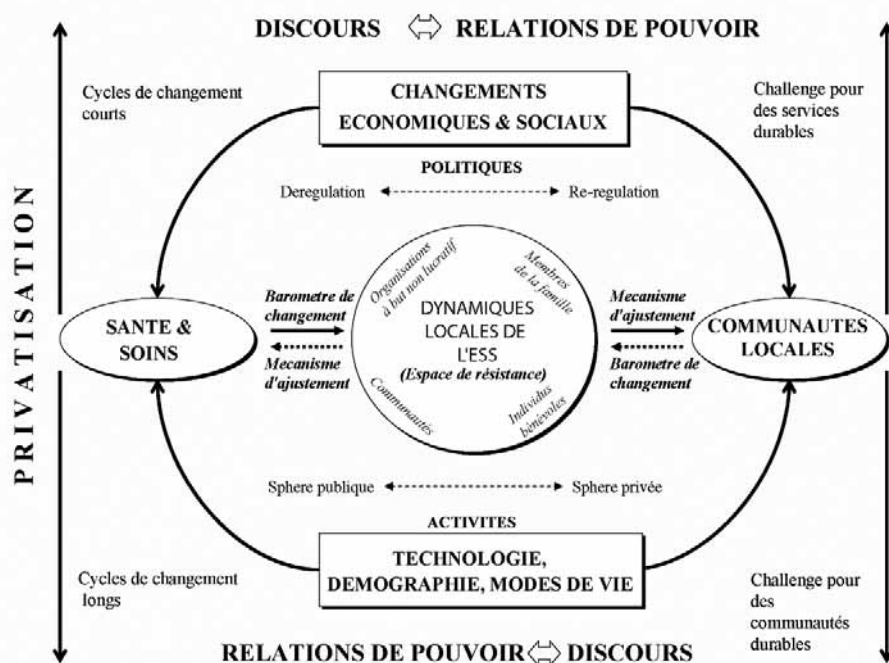 DISCOURS ⇔ RELATIONS DE POUVOIR
Cycles de changement
courts
CHANGEMENTS
ECONOMIQUES & SOCIAUX
Challenge pour
des services
durables
POLITIQUES
Deregulation
Re-regulation
PRIVATISATION
SANTE &
SOINS
Barometre de
changement
Mecanisme
d'ajustement
Organisations
à but non lucratif
Membres
de la famille
DYNAMIQUES
LOCALES DE
L'ESS
(Espace de résistance)
Communautés
Individus
bénévoles
Mecanisme
d'ajustement
Barometre de
changement
COMMUNAUTES
LOCALES
Sphere publique
Sphere privée
ACTIVITES
TECHNOLOGIE,
DEMOGRAPHIE, MODES DE VIE
Cycles de changement
longs
Challenge pour
des
communautés
durables
RELATIONS DE POUVOIR ⇔ DISCOURS